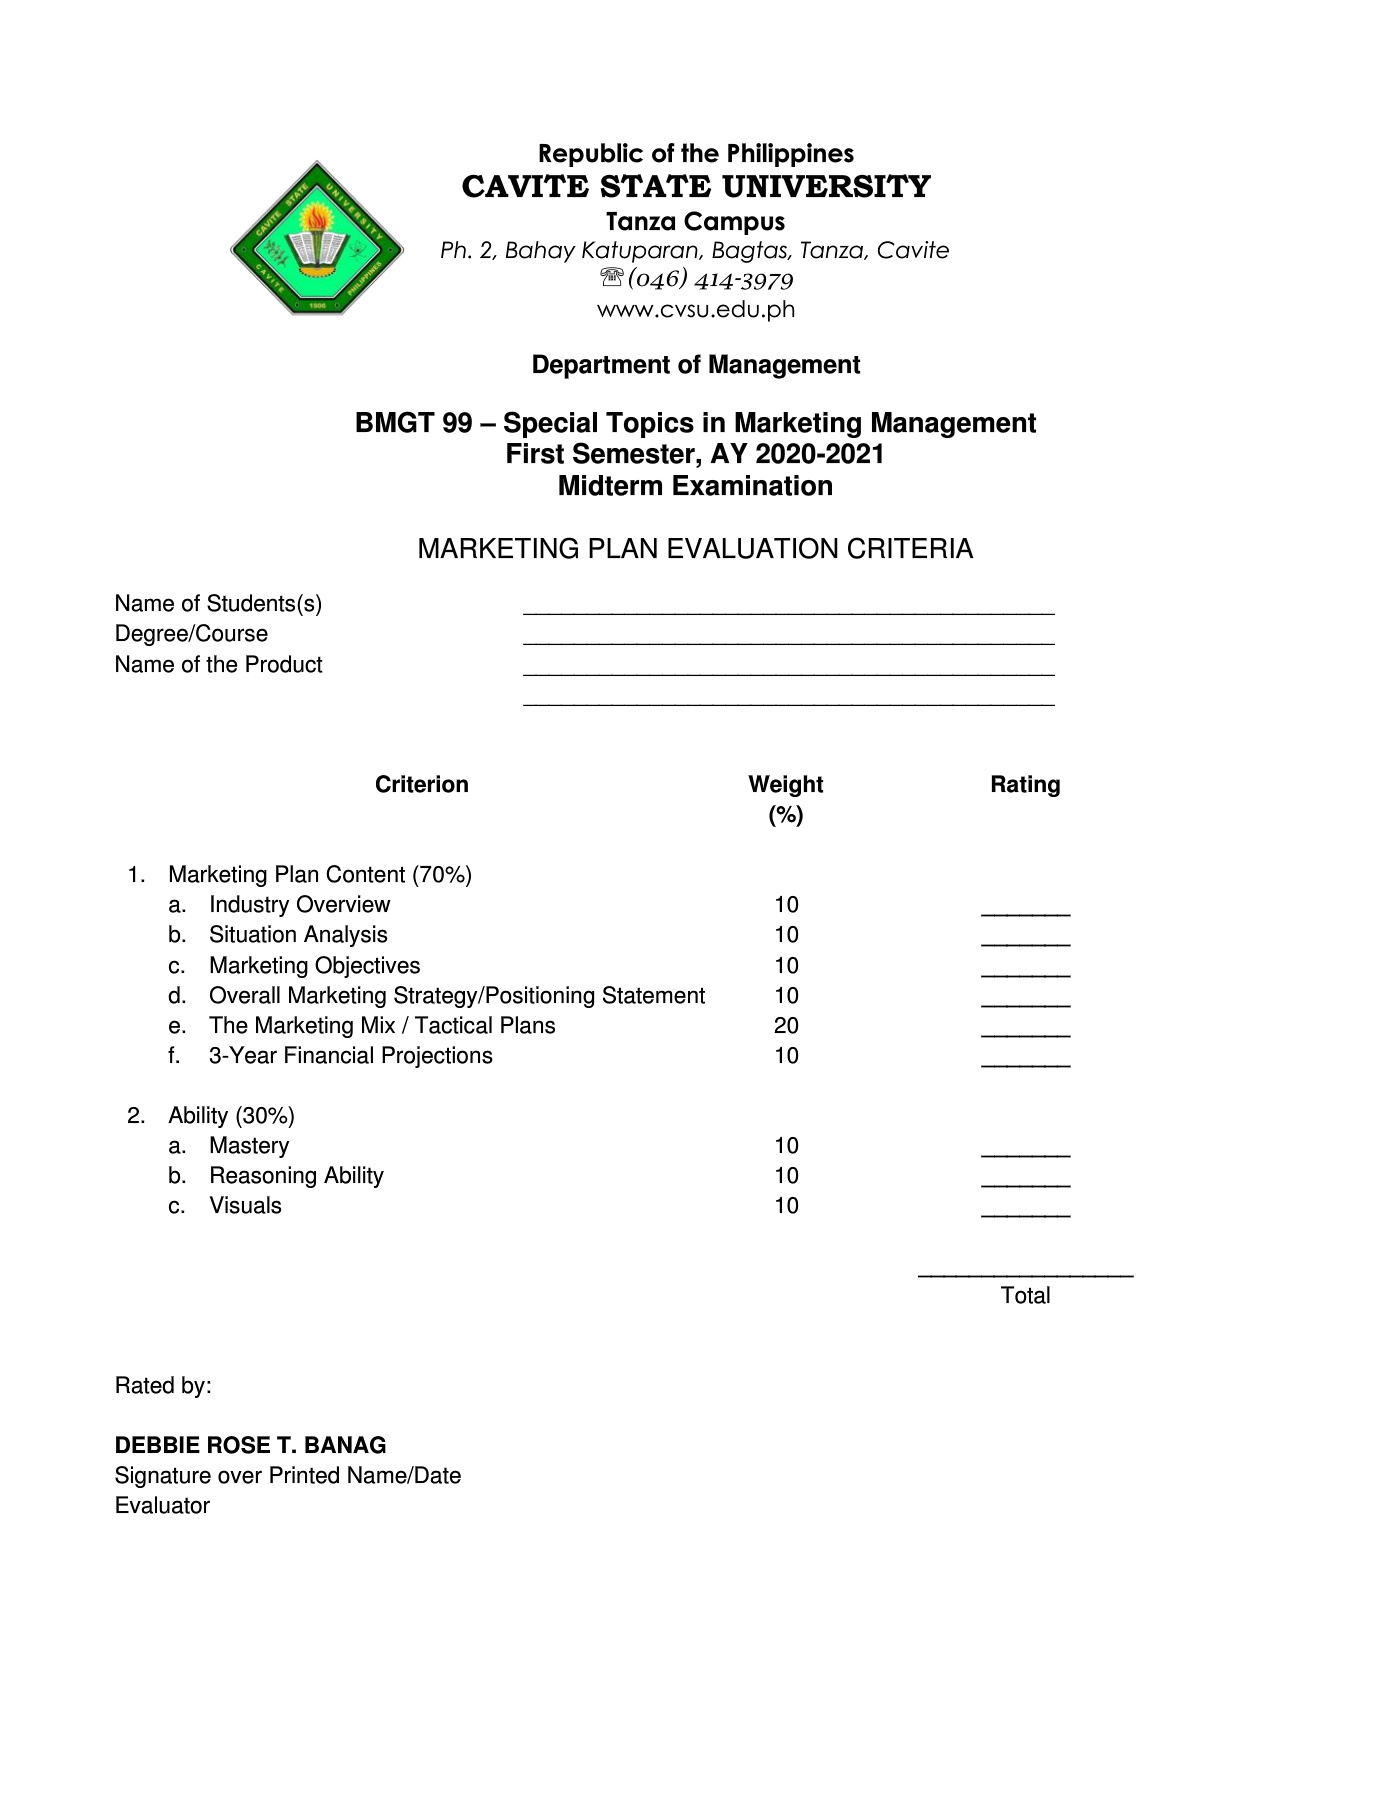 Republic of the Philippines
CAVITE STATE UNIVERSITY
Tanza Campus
Ph. 2, Bahay Katuparan, Bagtas, Tanza, Cavite
☏(046) 414-3979
www.cvsu.edu.ph
CAVITE STATE UNIVERSITY
CAVITE PHILIPPINES
1906
Department of Management
BMGT 99 – Special Topics in Marketing Management
First Semester, AY 2020-2021
Midterm Examination
MARKETING PLAN EVALUATION CRITERIA
Name of Students(s) ________________________________________
Degree/Course ________________________________________
Name of the Product ________________________________________
________________________________________
Criterion Weight Rating
(%)
1. Marketing Plan Content (70%)
a. Industry Overview 10 _______
b. Situation Analysis 10 _______
c. Marketing Objectives 10 _______
d. Overall Marketing Strategy/Positioning Statement 10 _______
e. The Marketing Mix / Tactical Plans 20 _______
f. 3-Year Financial Projections 10 _______
2. Ability (30%)
a. Mastery 10 _______
b. Reasoning Ability 10 _______
c. Visuals 10 _______
_________________
Total
Rated by:
DEBBIE ROSE T. BANAG
Signature over Printed Name/Date
Evaluator